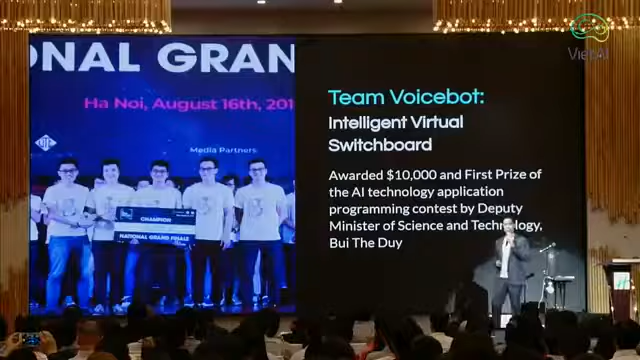 ONAL GRAN
Ha Noi, August 16th, 201
Media Partners
UTE
CHAMPION
NATIONAL GRAND FINALE
Team Voicebot:
Intelligent Virtual
Switchboard
Awarded $10,000 and First Prize of
the AI technology application
programming contest by Deputy
Minister of Science and Technology,
Bui The Duy
VietAI